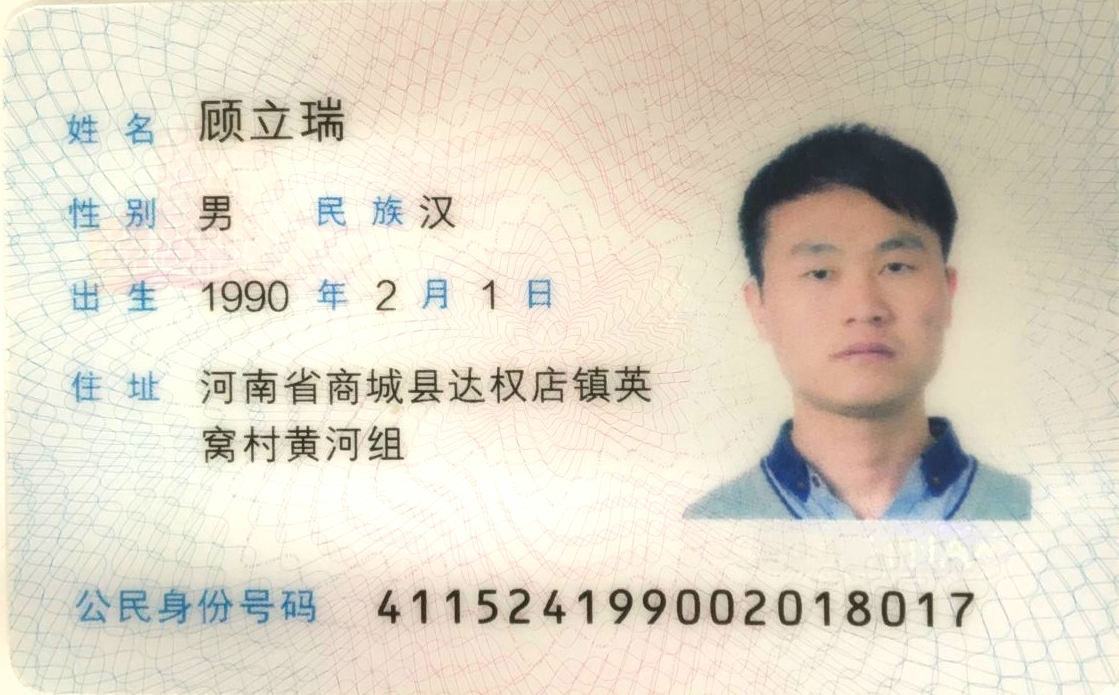 姓名 顾立瑞
性别 男 民族 汉
出生 1990 年 2 月 1 日
住址 河南省商城县达权店镇英
窝村黄河组
公民身份号码 411524199002018017